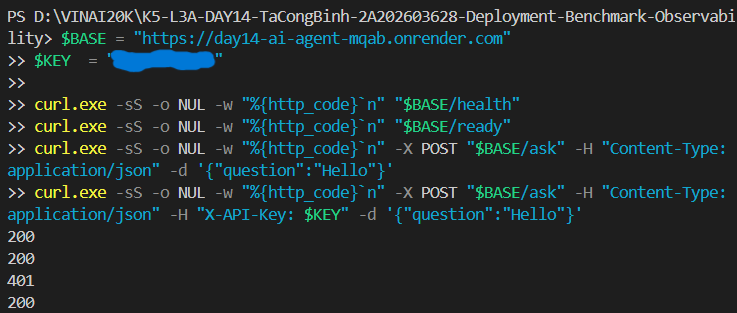 PS D:\VINAI20K\K5-L3A-DAY14-TaCongBinh-2A202603628-Deployment-Benchmark-Observabi
lity> $BASE = "https://day14-ai-agent-mqab.onrender.com"
>> $KEY  = ""
>>
>> curl.exe -sS -o NUL -w "%{http_code}`n" "$BASE/health"
>> curl.exe -sS -o NUL -w "%{http_code}`n" "$BASE/ready"
>> curl.exe -sS -o NUL -w "%{http_code}`n" -X POST "$BASE/ask" -H "Content-Type: 
application/json" -d '{"question":"Hello"}'
>> curl.exe -sS -o NUL -w "%{http_code}`n" -X POST "$BASE/ask" -H "Content-Type: 
application/json" -H "X-API-Key: $KEY" -d '{"question":"Hello"}'
200
200
401
200